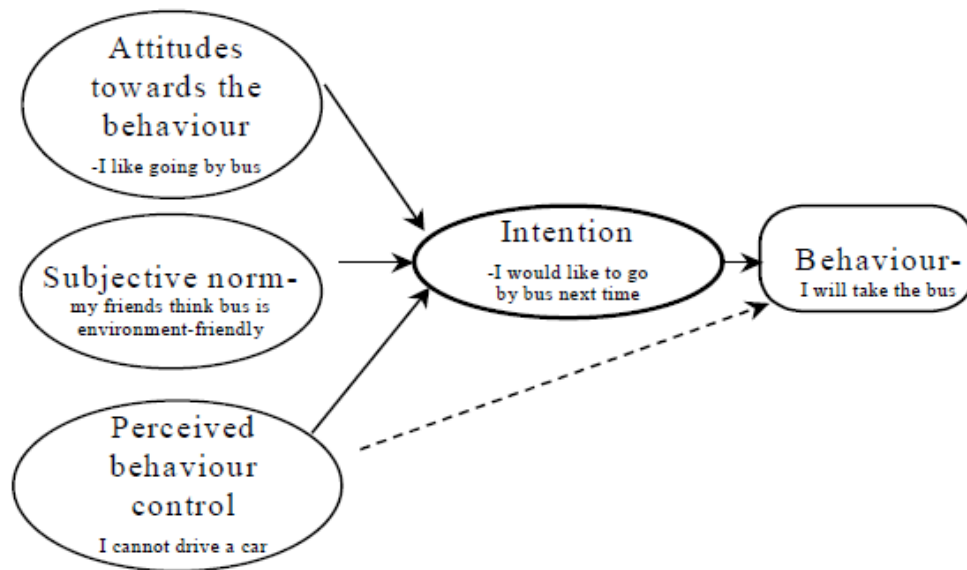 Attitudes
towards the
behaviour
-I like going by bus
Subjective norm-
my friends think bus is
environment-friendly
Perceived
behaviour
control
I cannot drive a car
Intention
-I would like to go
by bus next time
Behaviour-
I will take the bus